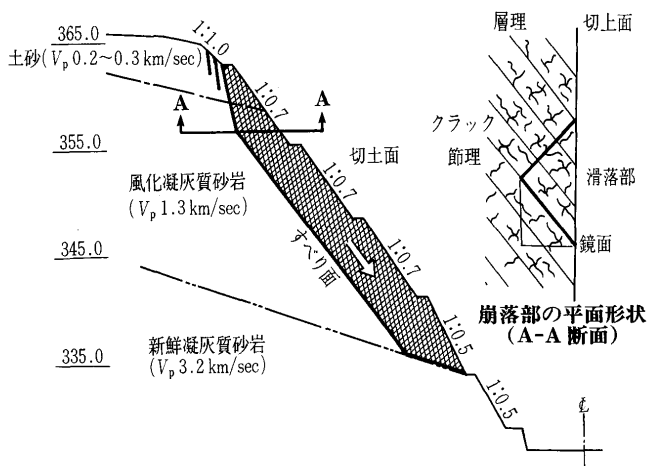 365.0
土砂(Vp 0.2～0.3 km/sec)
1:1.0
1:0.7
A
A
355.0
切土面
1:0.7
風化凝灰質砂岩
(Vp 1.3 km/sec)
345.0
すべり面
1:0.7
新鮮凝灰質砂岩
(Vp 3.2 km/sec)
335.0
1:0.5
1:0.5
℄
層理
切上面
クラック
節理
滑落部
鏡面
崩落部の平面形状
(A-A 断面)